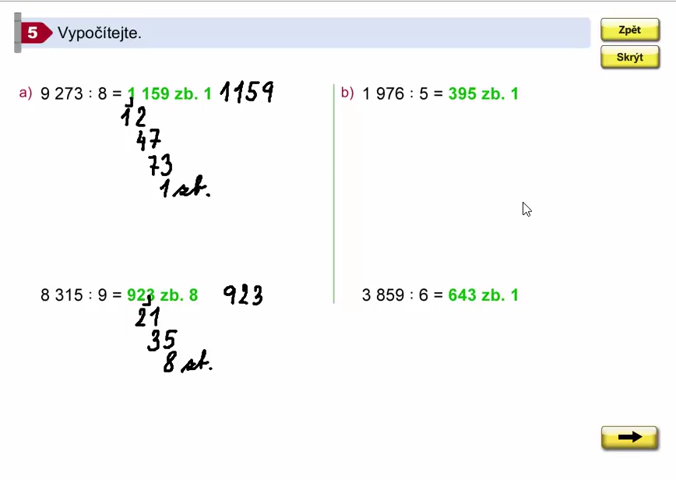 5 Vypočítejte.
Zpět
Skrýt
a) 9 273 : 8 = 1 159 zb. 1 1159
12
47
73
1 zb.
b) 1 976 : 5 = 395 zb. 1
8 315 : 9 = 923 zb. 8 923
21
35
8 zb.
3 859 : 6 = 643 zb. 1